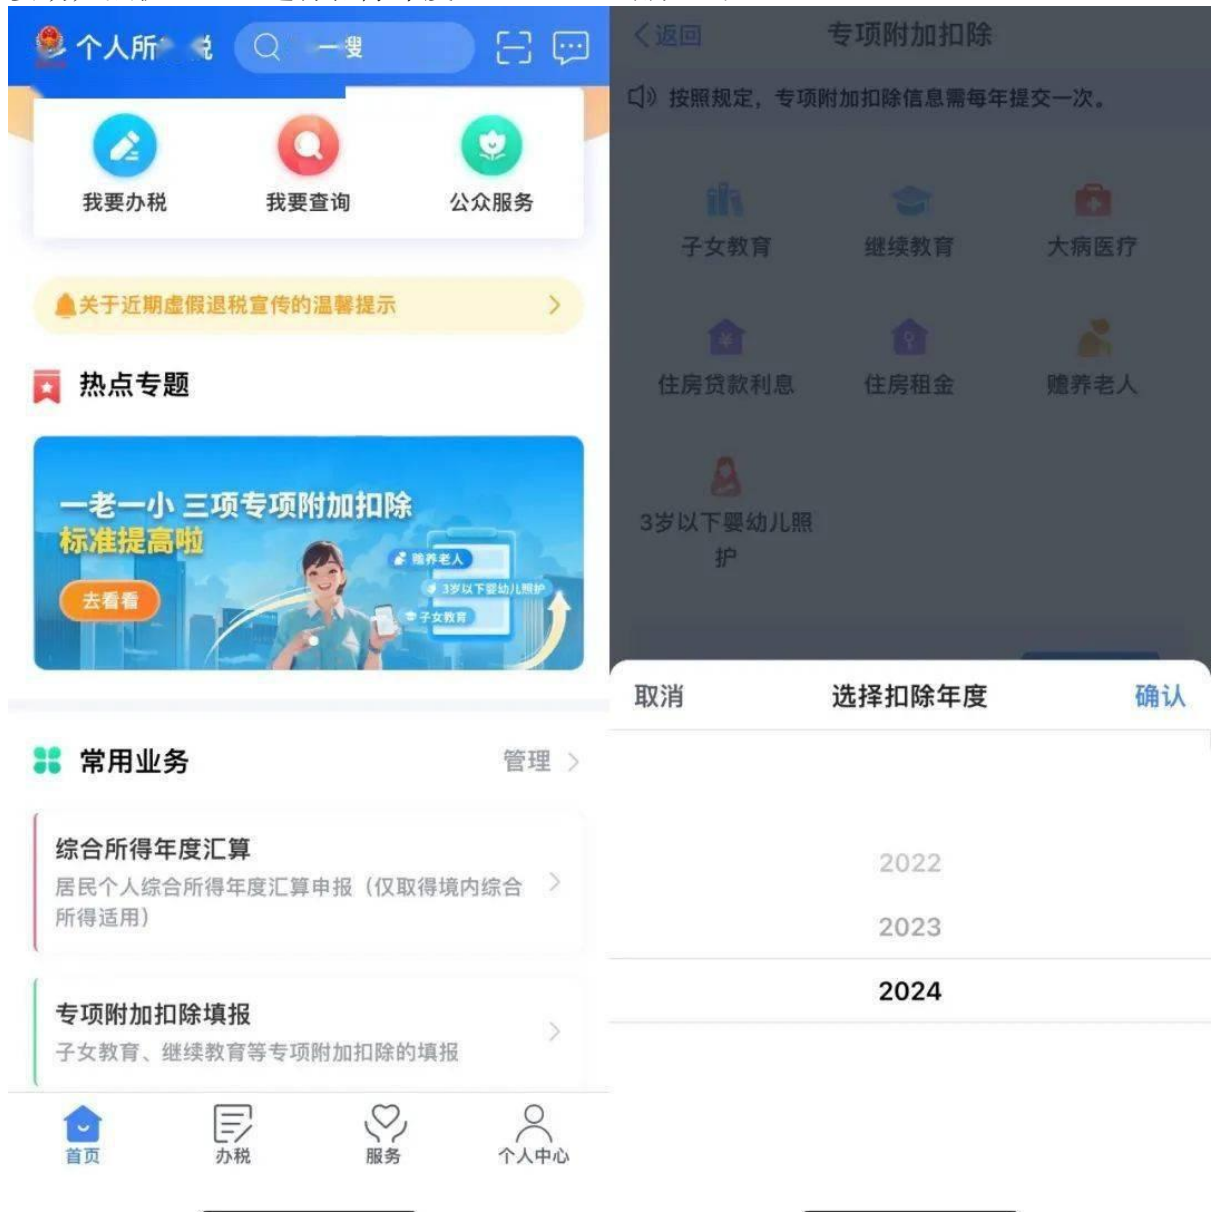 个人所 税
一搜
我要办税
我要查询
公众服务
关于近期虚假退税宣传的温馨提示
热点专题
一老一小 三项专项附加扣除
标准提高啦
去看看
赡养老人
3岁以下婴幼儿照护
子女教育
常用业务
管理
综合所得年度汇算
居民个人综合所得年度汇算申报（仅取得境内综合
所得适用）
专项附加扣除填报
子女教育、继续教育等专项附加扣除的填报
首页
办税
服务
个人中心
返回
专项附加扣除
按照规定，专项附加扣除信息需每年提交一次。
子女教育
继续教育
大病医疗
住房贷款利息
住房租金
赡养老人
3岁以下婴幼儿照
护
取消
选择扣除年度
确认
2022
2023
2024